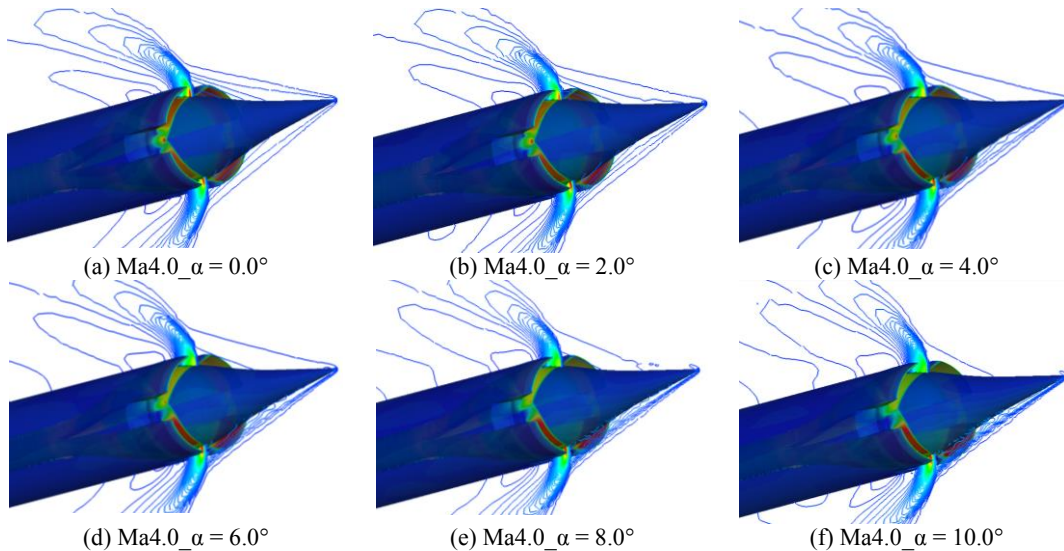 (a) Ma4.0_α = 0.0°
(b) Ma4.0_α = 2.0°
(c) Ma4.0_α = 4.0°
(d) Ma4.0_α = 6.0°
(e) Ma4.0_α = 8.0°
(f) Ma4.0_α = 10.0°